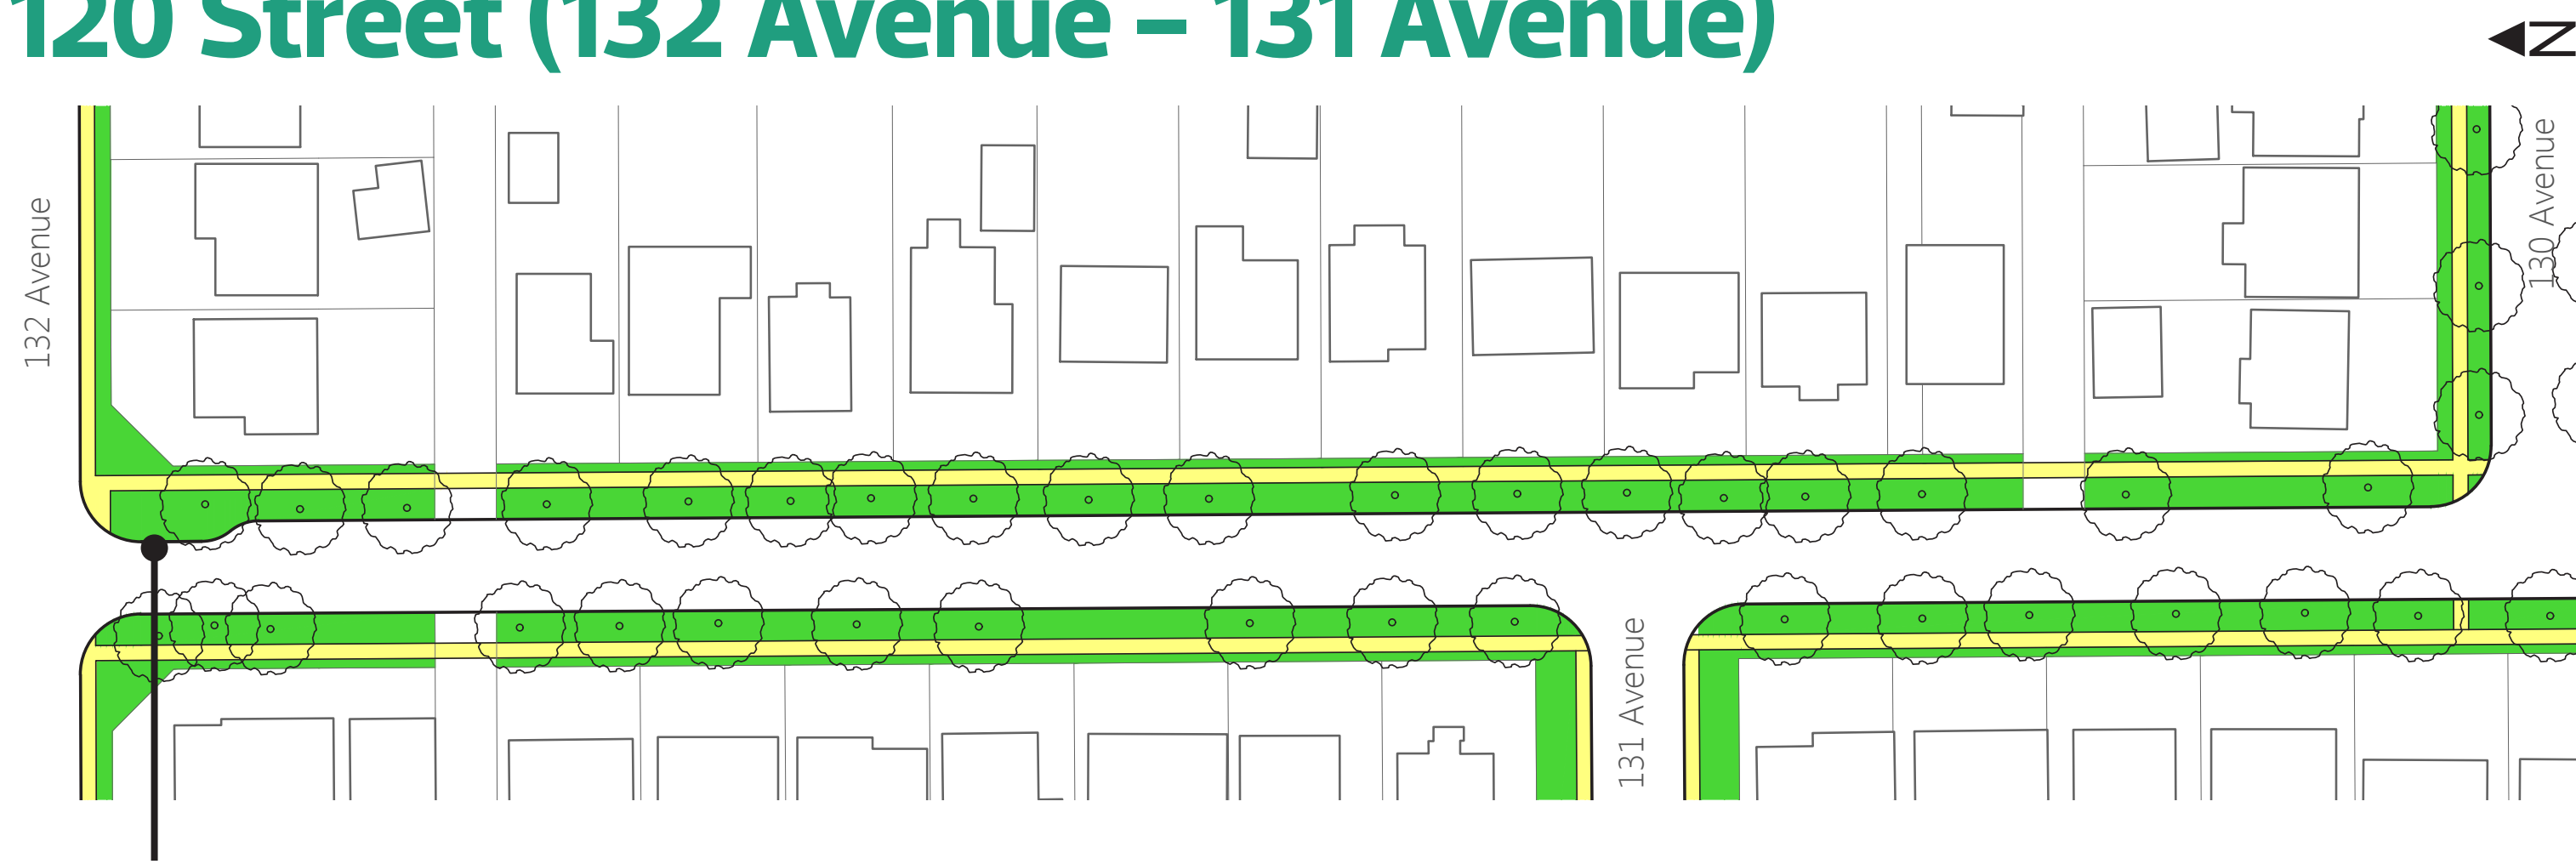 120 Street (132 Avenue – 131 Avenue)
N
132 Avenue
130 Avenue
131 Avenue